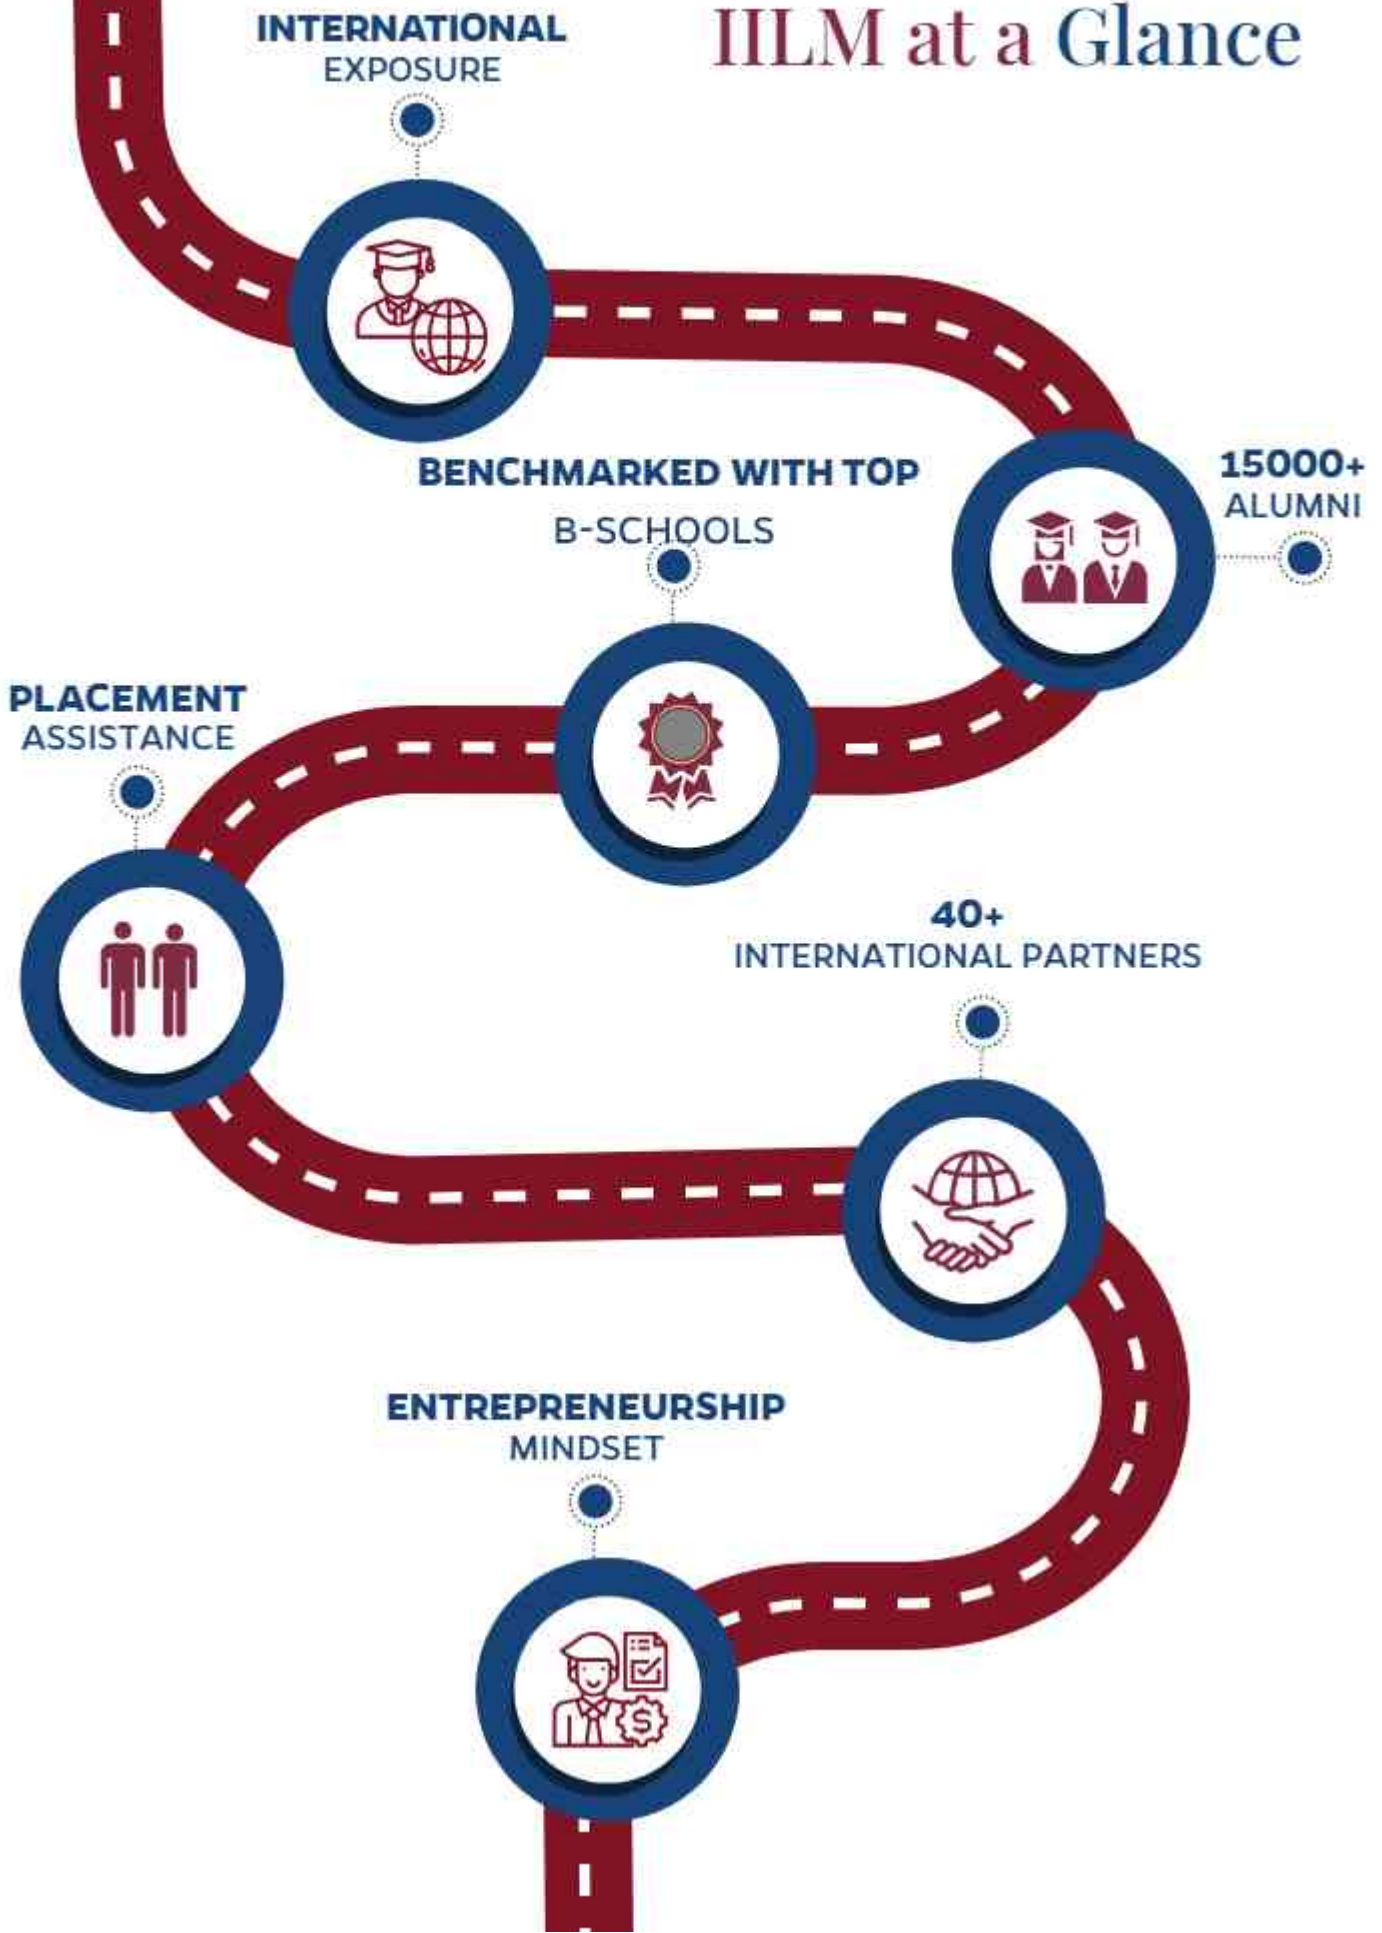 IILM at a Glance
INTERNATIONAL
EXPOSURE
15000+
ALUMNI
BENCHMARKED WITH TOP
B-SCHOOLS
PLACEMENT
ASSISTANCE
40+
INTERNATIONAL PARTNERS
ENTREPRENEURSHIP
MINDSET
$